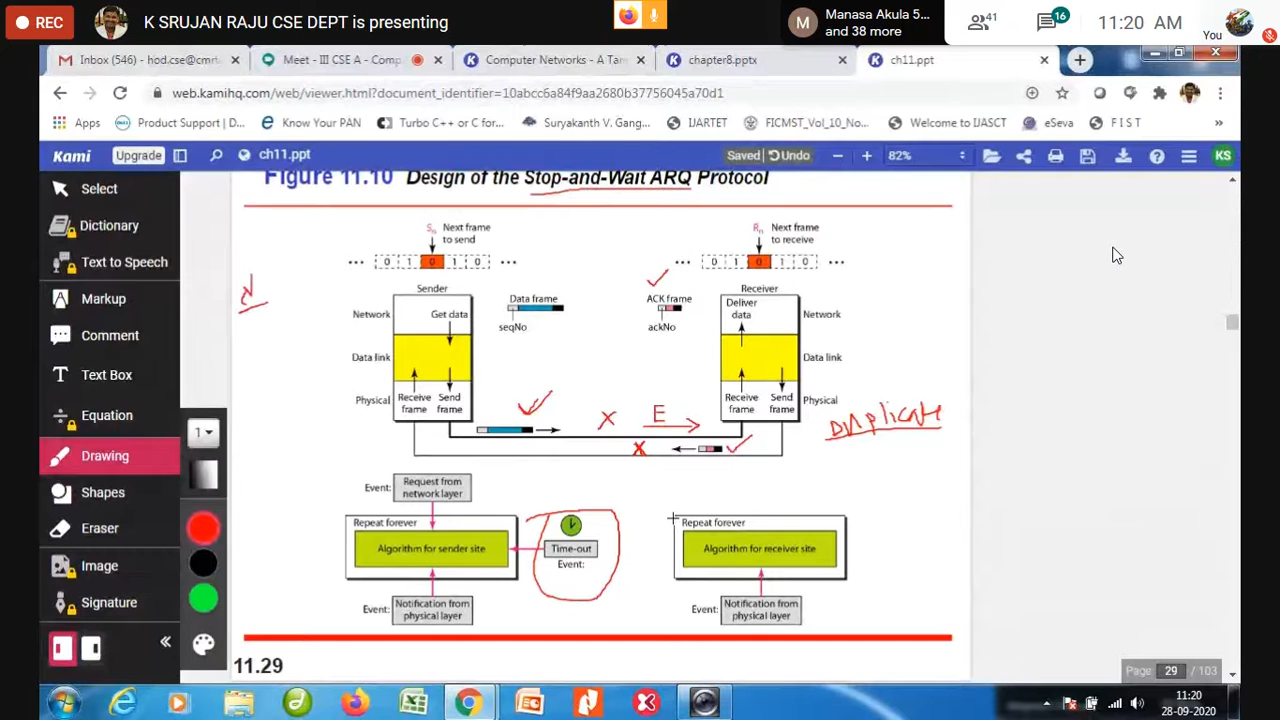 REC
K SRUJAN RAJU CSE DEPT is presenting
M
Manasa Akula 5...
and 38 more
41
16
11:20 AM
You
Inbox (546) - hod.cse@cmrt
Meet - III CSE A - Comp
Computer Networks - A Tan
chapter8.pptx
ch11.ppt
web.kamihq.com/web/viewer.html?document_identifier=10abcc6a84f9aa2680b37756045a70d1
Apps
Product Support | D...
Know Your PAN
Turbo C++ or C for...
Suryakanth V. Gang...
IJARTET
FICMST_Vol_10_No...
Welcome to IJASCT
eSeva
F I S T
»
Kami
Upgrade
ch11.ppt
Saved
Undo
82%
KS
Select
Dictionary
Text to Speech
Markup
Comment
Text Box
Equation
Drawing
Shapes
Eraser
Image
Signature
1
Figure 11.10 Design of the Stop-and-Wait ARQ Protocol
Sn Next frame
to send
Rn Next frame
to receive
... 0 1 0 1 0 ...
... 0 1 0 1 0 ...
Sender
Data frame
seqNo
ACK frame
ackNo
Receiver
Network
Get data
Deliver
data
Network
Data link
Data link
Physical
Receive
frame
Send
frame
Receive
frame
Send
frame
Physical
X
E
X
Duplicate
Event:
Request from
network layer
Repeat forever
Algorithm for sender site
Time-out
Event:
Repeat forever
Algorithm for receiver site
Event:
Notification from
physical layer
Event:
Notification from
physical layer
11.29
Page 29 / 103
11:20
28-09-2020